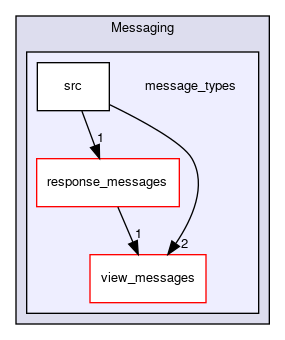 Messaging
src
message_types
1
response_messages
1
2
view_messages